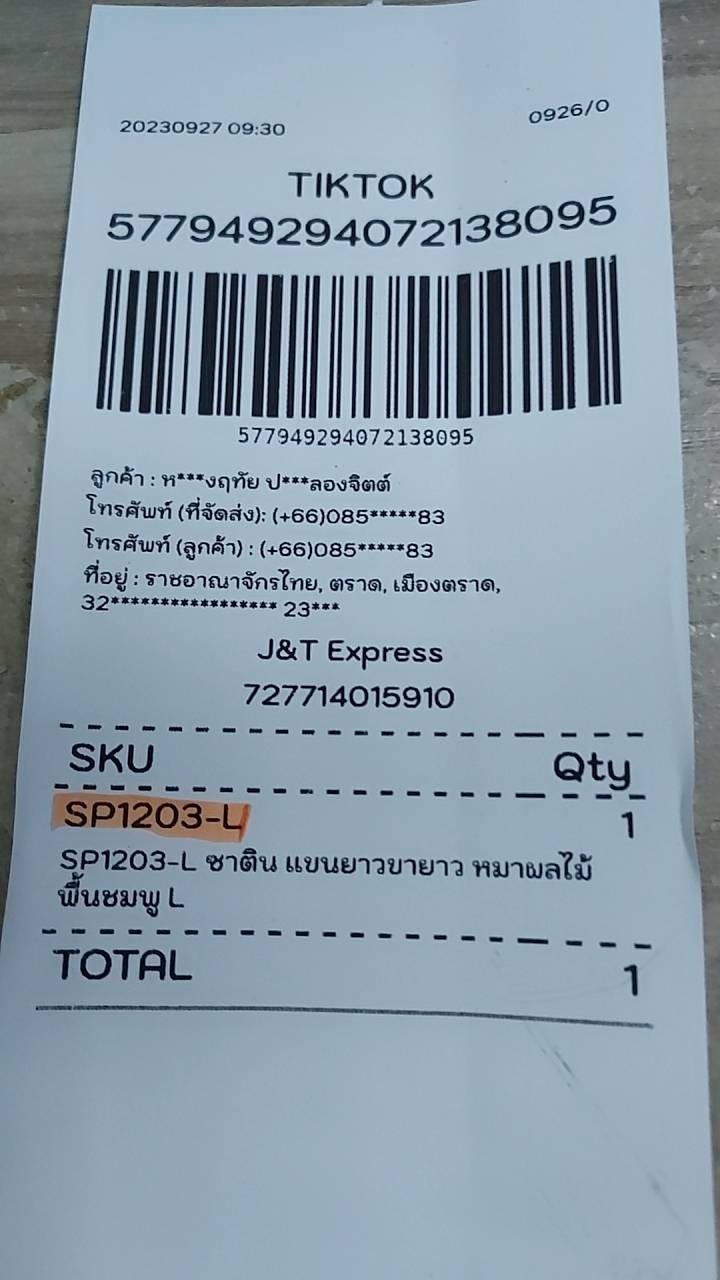 20230927 09:30
0926/0
TIKTOK
577949294072138095
577949294072138095
ลูกค้า : ห***งฤทัย ป***ลองจิตต์
โทรศัพท์ (ที่จัดส่ง): (+66)085*****83
โทรศัพท์ (ลูกค้า) : (+66)085*****83
ที่อยู่ : ราชอาณาจักรไทย, ตราด, เมืองตราด,
32***************** 23***
J&T Express
727714015910
SKU Qty
SP1203-L 1
SP1203-L ซาติน แขนยาวขายาว หมาผลไม้
พื้นชมพู L
TOTAL 1